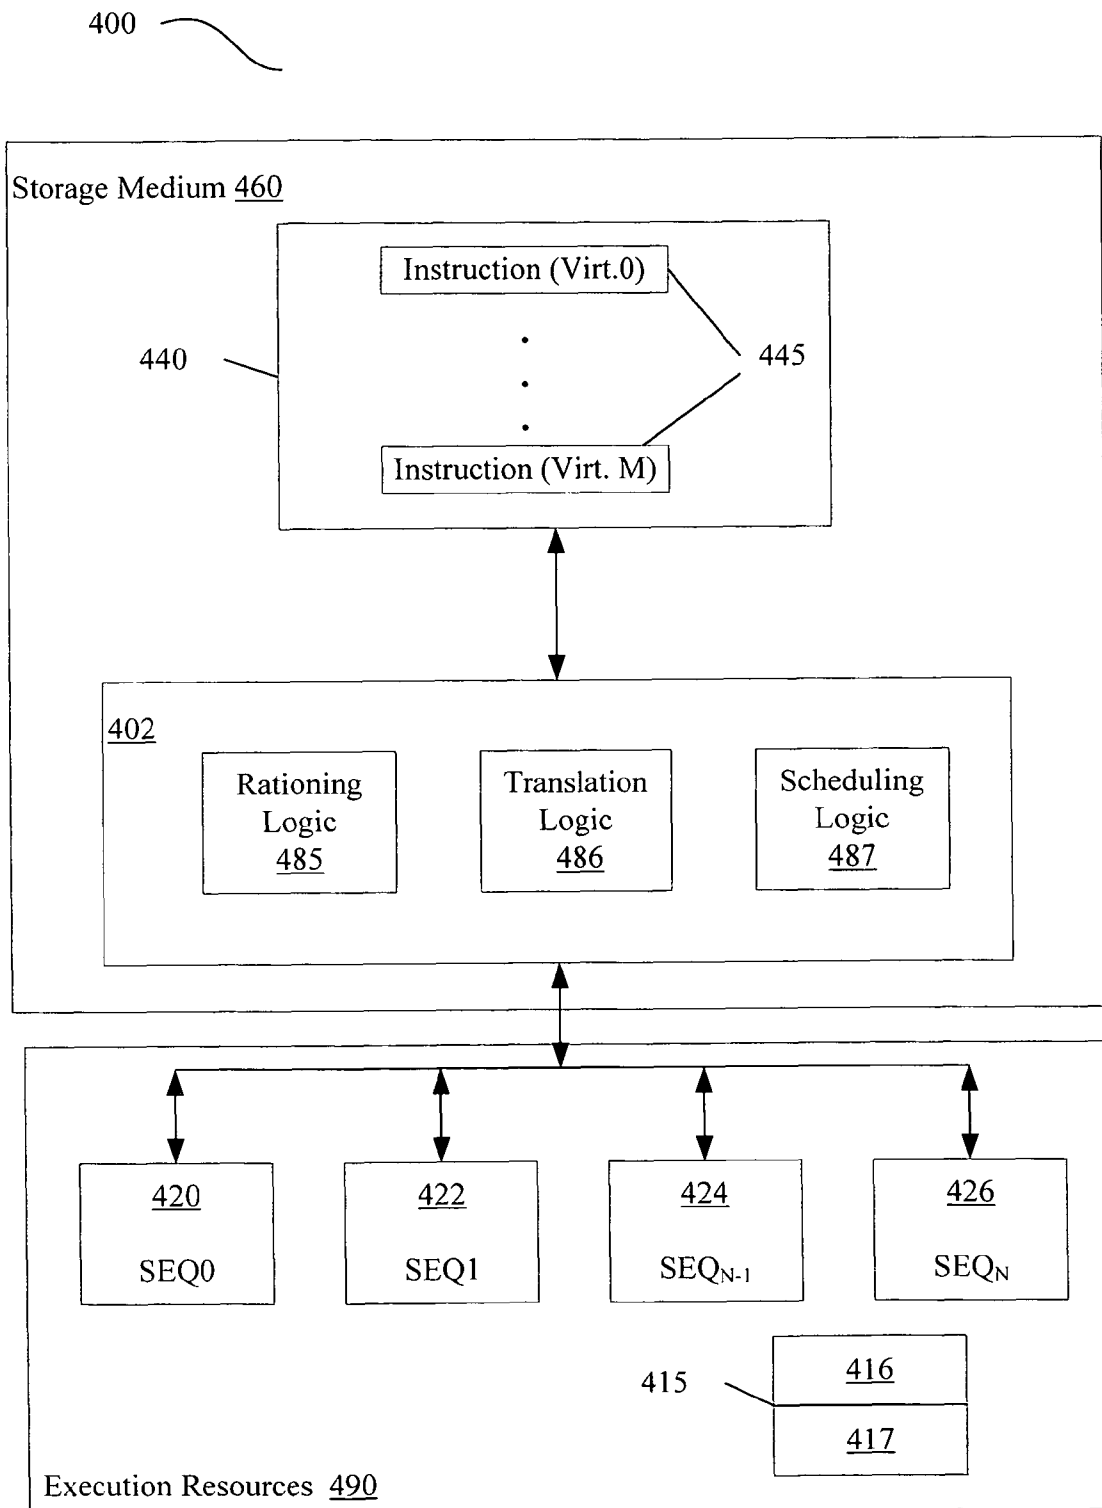 400
Storage Medium 460
Instruction (Virt.0)
440
445
Instruction (Virt. M)
402
Rationing
Logic
485
Translation
Logic
486
Scheduling
Logic
487
420
SEQ0
422
SEQ1
424
SEQN-1
426
SEQN
415
416
417
Execution Resources 490